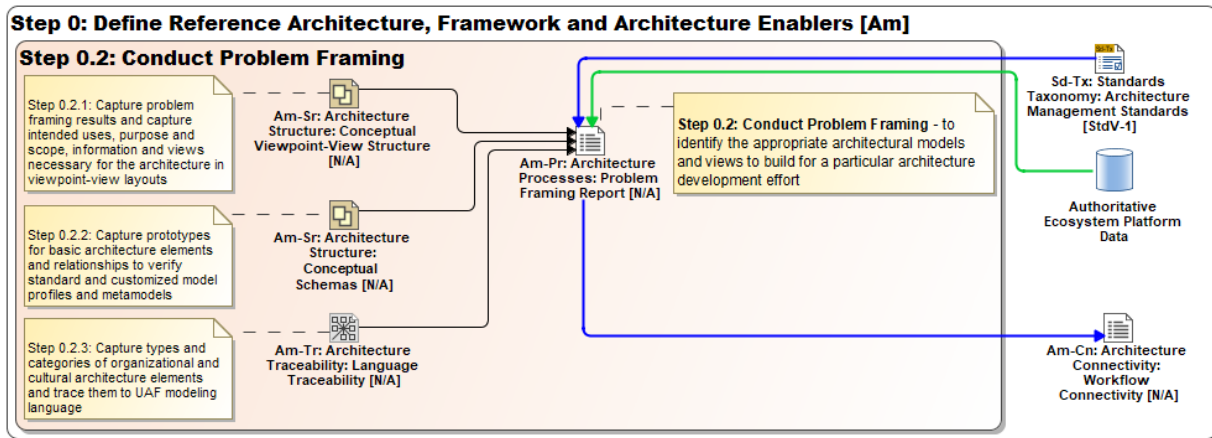 Step 0: Define Reference Architecture, Framework and Architecture Enablers [Am]
Step 0.2: Conduct Problem Framing
Step 0.2.1: Capture problem
framing results and capture
intended uses, purpose and
scope, information and views
necessary for the architecture in
viewpoint-view layouts
Am-Sr: Architecture
Structure: Conceptual
Viewpoint-View Structure
[N/A]
Step 0.2.2: Capture prototypes
for basic architecture elements
and relationships to verify
standard and customized model
profiles and metamodels
Am-Sr: Architecture
Structure:
Conceptual
Schemas [N/A]
Step 0.2.3: Capture types and
categories of organizational and
cultural architecture elements
and trace them to UAF modeling
language
Am-Tr: Architecture
Traceability: Language
Traceability [N/A]
Am-Pr: Architecture
Processes: Problem
Framing Report [N/A]
Step 0.2: Conduct Problem Framing - to
identify the appropriate architectural models
and views to build for a particular architecture
development effort
Sd-Tx
Sd-Tx: Standards
Taxonomy: Architecture
Management Standards
[StdV-1]
Authoritative
Ecosystem Platform
Data
Am-Cn: Architecture
Connectivity:
Workflow
Connectivity [N/A]